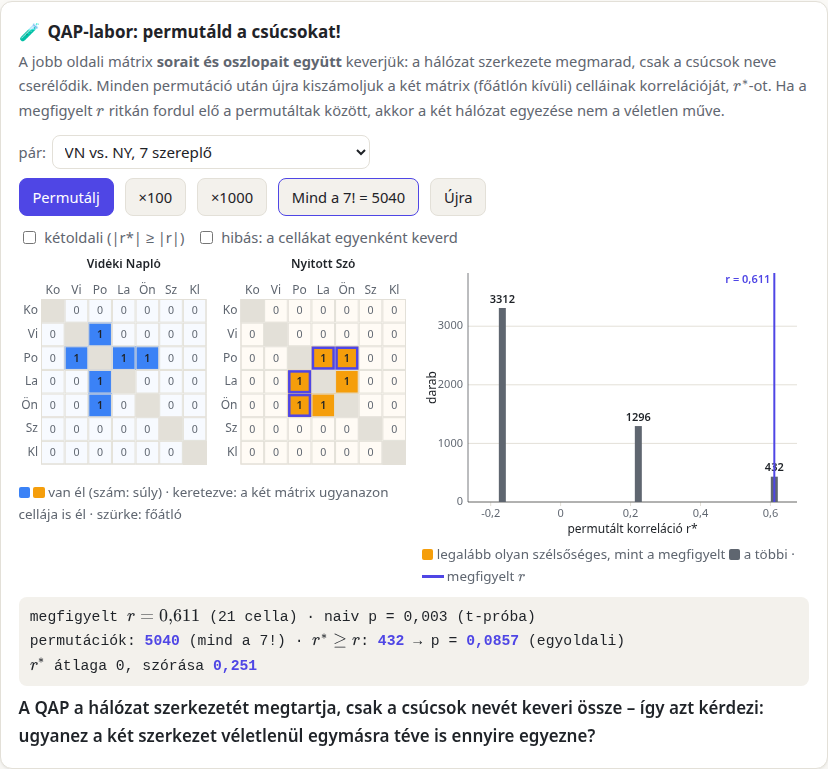 🧪 QAP-labor: permutáld a csúcsokat!
A jobb oldali mátrix sorait és oszlopait együtt keverjük: a hálózat szerkezete megmarad, csak a csúcsok neve
cserélődik. Minden permutáció után újra kiszámoljuk a két mátrix (főátlón kívüli) celláinak korrelációját, r*-ot. Ha a
megfigyelt r ritkán fordul elő a permutáltak között, akkor a két hálózat egyezése nem a véletlen műve.
pár: VN vs. NY, 7 szereplő
Permutálj ×100 ×1000 Mind a 7! = 5040 Újra
kétoldali (|r*| ≥ |r|) hibás: a cellákat egyenként keverd
Vidéki Napló
Ko Vi Po La Ön Sz Kl
Ko 0 0 0 0 0 0
Vi 0 1 0 0 0 0
Po 0 1 1 1 0 0
La 0 0 1 0 0 0
Ön 0 0 1 0 0 0
Sz 0 0 0 0 0 0
Kl 0 0 0 0 0 0
Nyitott Szó
Ko Vi Po La Ön Sz Kl
Ko 0 0 0 0 0 0
Vi 0 0 0 0 0 0
Po 0 0 1 1 0 0
La 0 0 1 1 0 0
Ön 0 0 1 1 0 0
Sz 0 0 0 0 0 0
Kl 0 0 0 0 0 0
van él (szám: súly) · keretezve: a két mátrix ugyanazon
cellája is él · szürke: főátló
r = 0,611
3312
1296
432
3000
2000
1000
0
darab
-0,2 0 0,2 0,4 0,6
permutált korreláció r*
legalább olyan szélsőséges, mint a megfigyelt a többi ·
megfigyelt r
megfigyelt r = 0,611 (21 cella) · naiv p = 0,003 (t-próba)
permutációk: 5040 (mind a 7!) · r* ≥ r: 432 → p = 0,0857 (egyoldali)
r* átlaga 0, szórása 0,251
A QAP a hálózat szerkezetét megtartja, csak a csúcsok nevét keveri össze – így azt kérdezi:
ugyanez a két szerkezet véletlenül egymásra téve is ennyire egyezne?